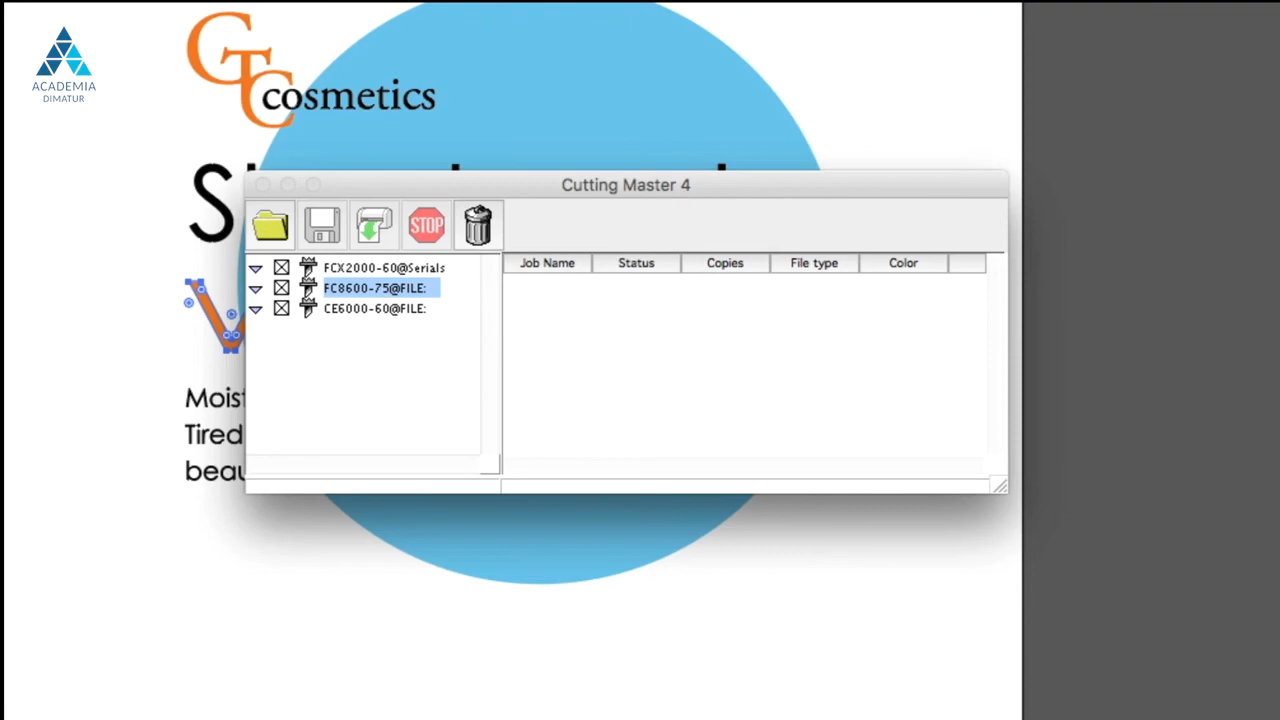 ACADEMIA
DIMATUR
GTC cosmetics
S
Cutting Master 4
STOP
FCX2000-60@Serials
FC8600-75@FILE:
CE6000-60@FILE:
Job Name Status Copies File type Color
V
Moist
Tired
beau